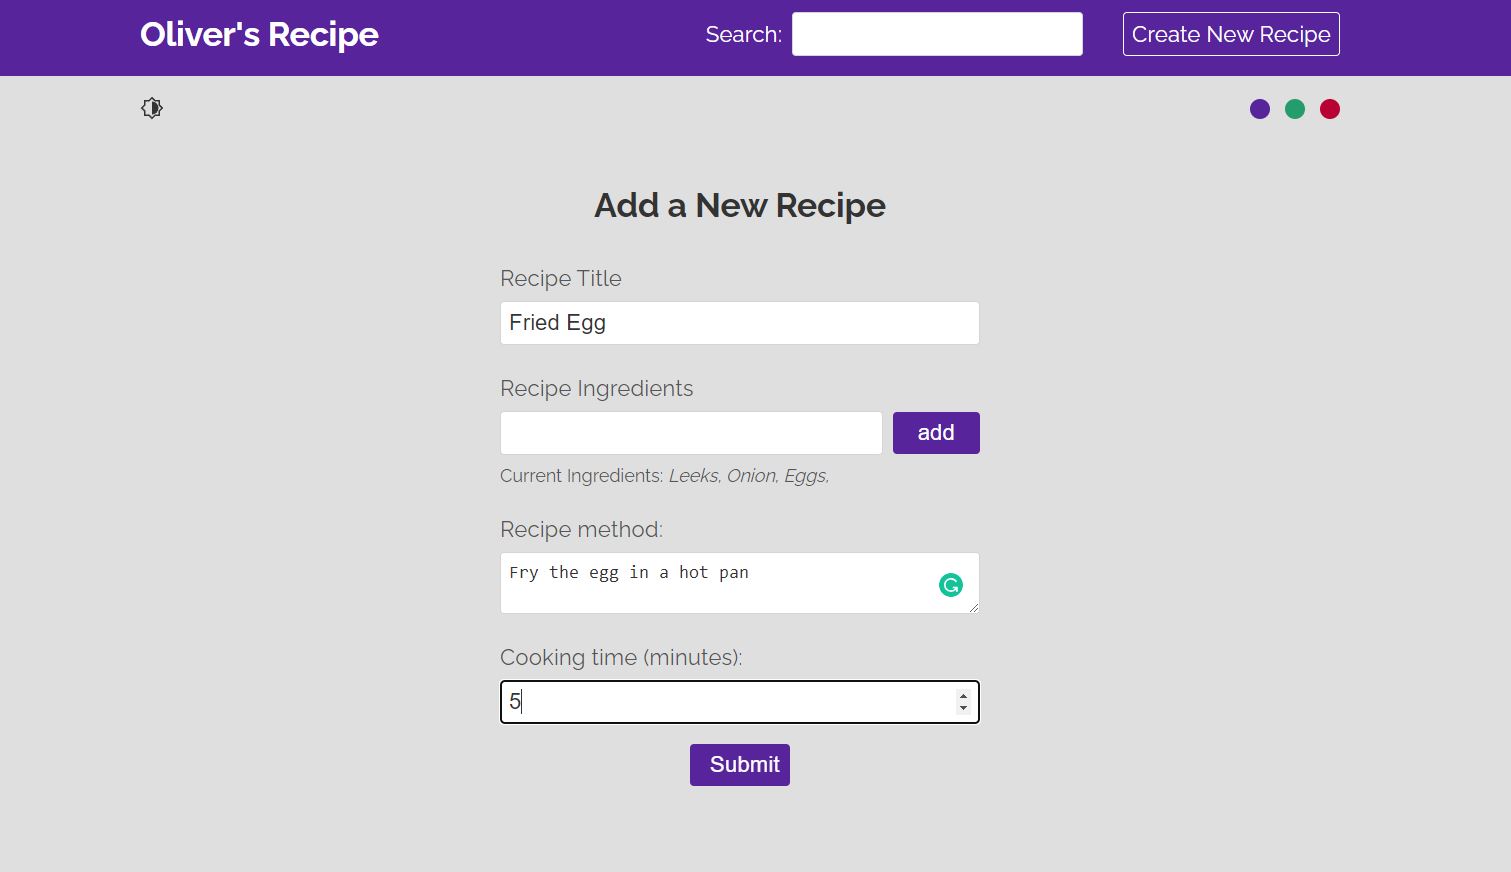 Oliver's Recipe
Search:
Create New Recipe
Add a New Recipe
Recipe Title
Fried Egg
Recipe Ingredients
add
Current Ingredients: Leeks, Onion, Eggs,
Recipe method:
Fry the egg in a hot pan
Cooking time (minutes):
5
Submit